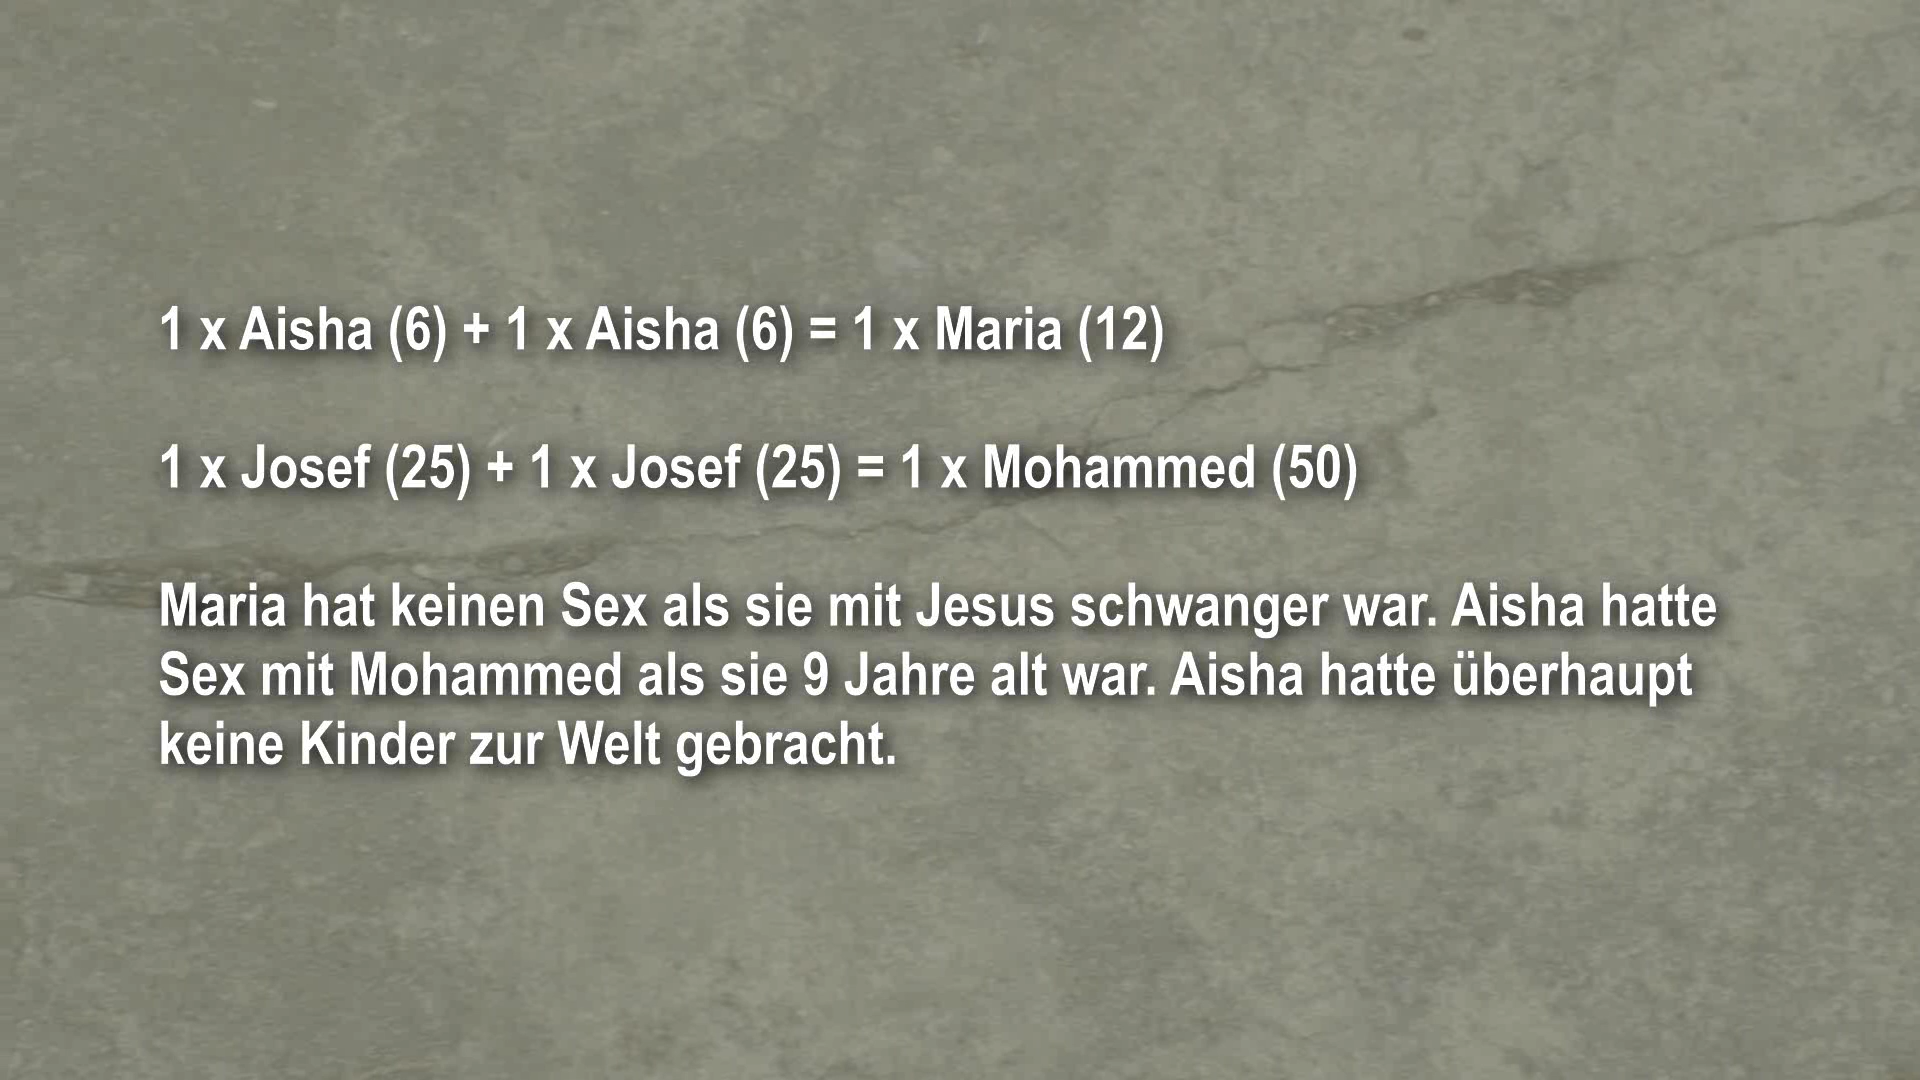 1 x Aisha (6) + 1 x Aisha (6) = 1 x Maria (12)
1 x Josef (25) + 1 x Josef (25) = 1 x Mohammed (50)
Maria hat keinen Sex als sie mit Jesus schwanger war. Aisha hatte
Sex mit Mohammed als sie 9 Jahre alt war. Aisha hatte überhaupt
keine Kinder zur Welt gebracht.